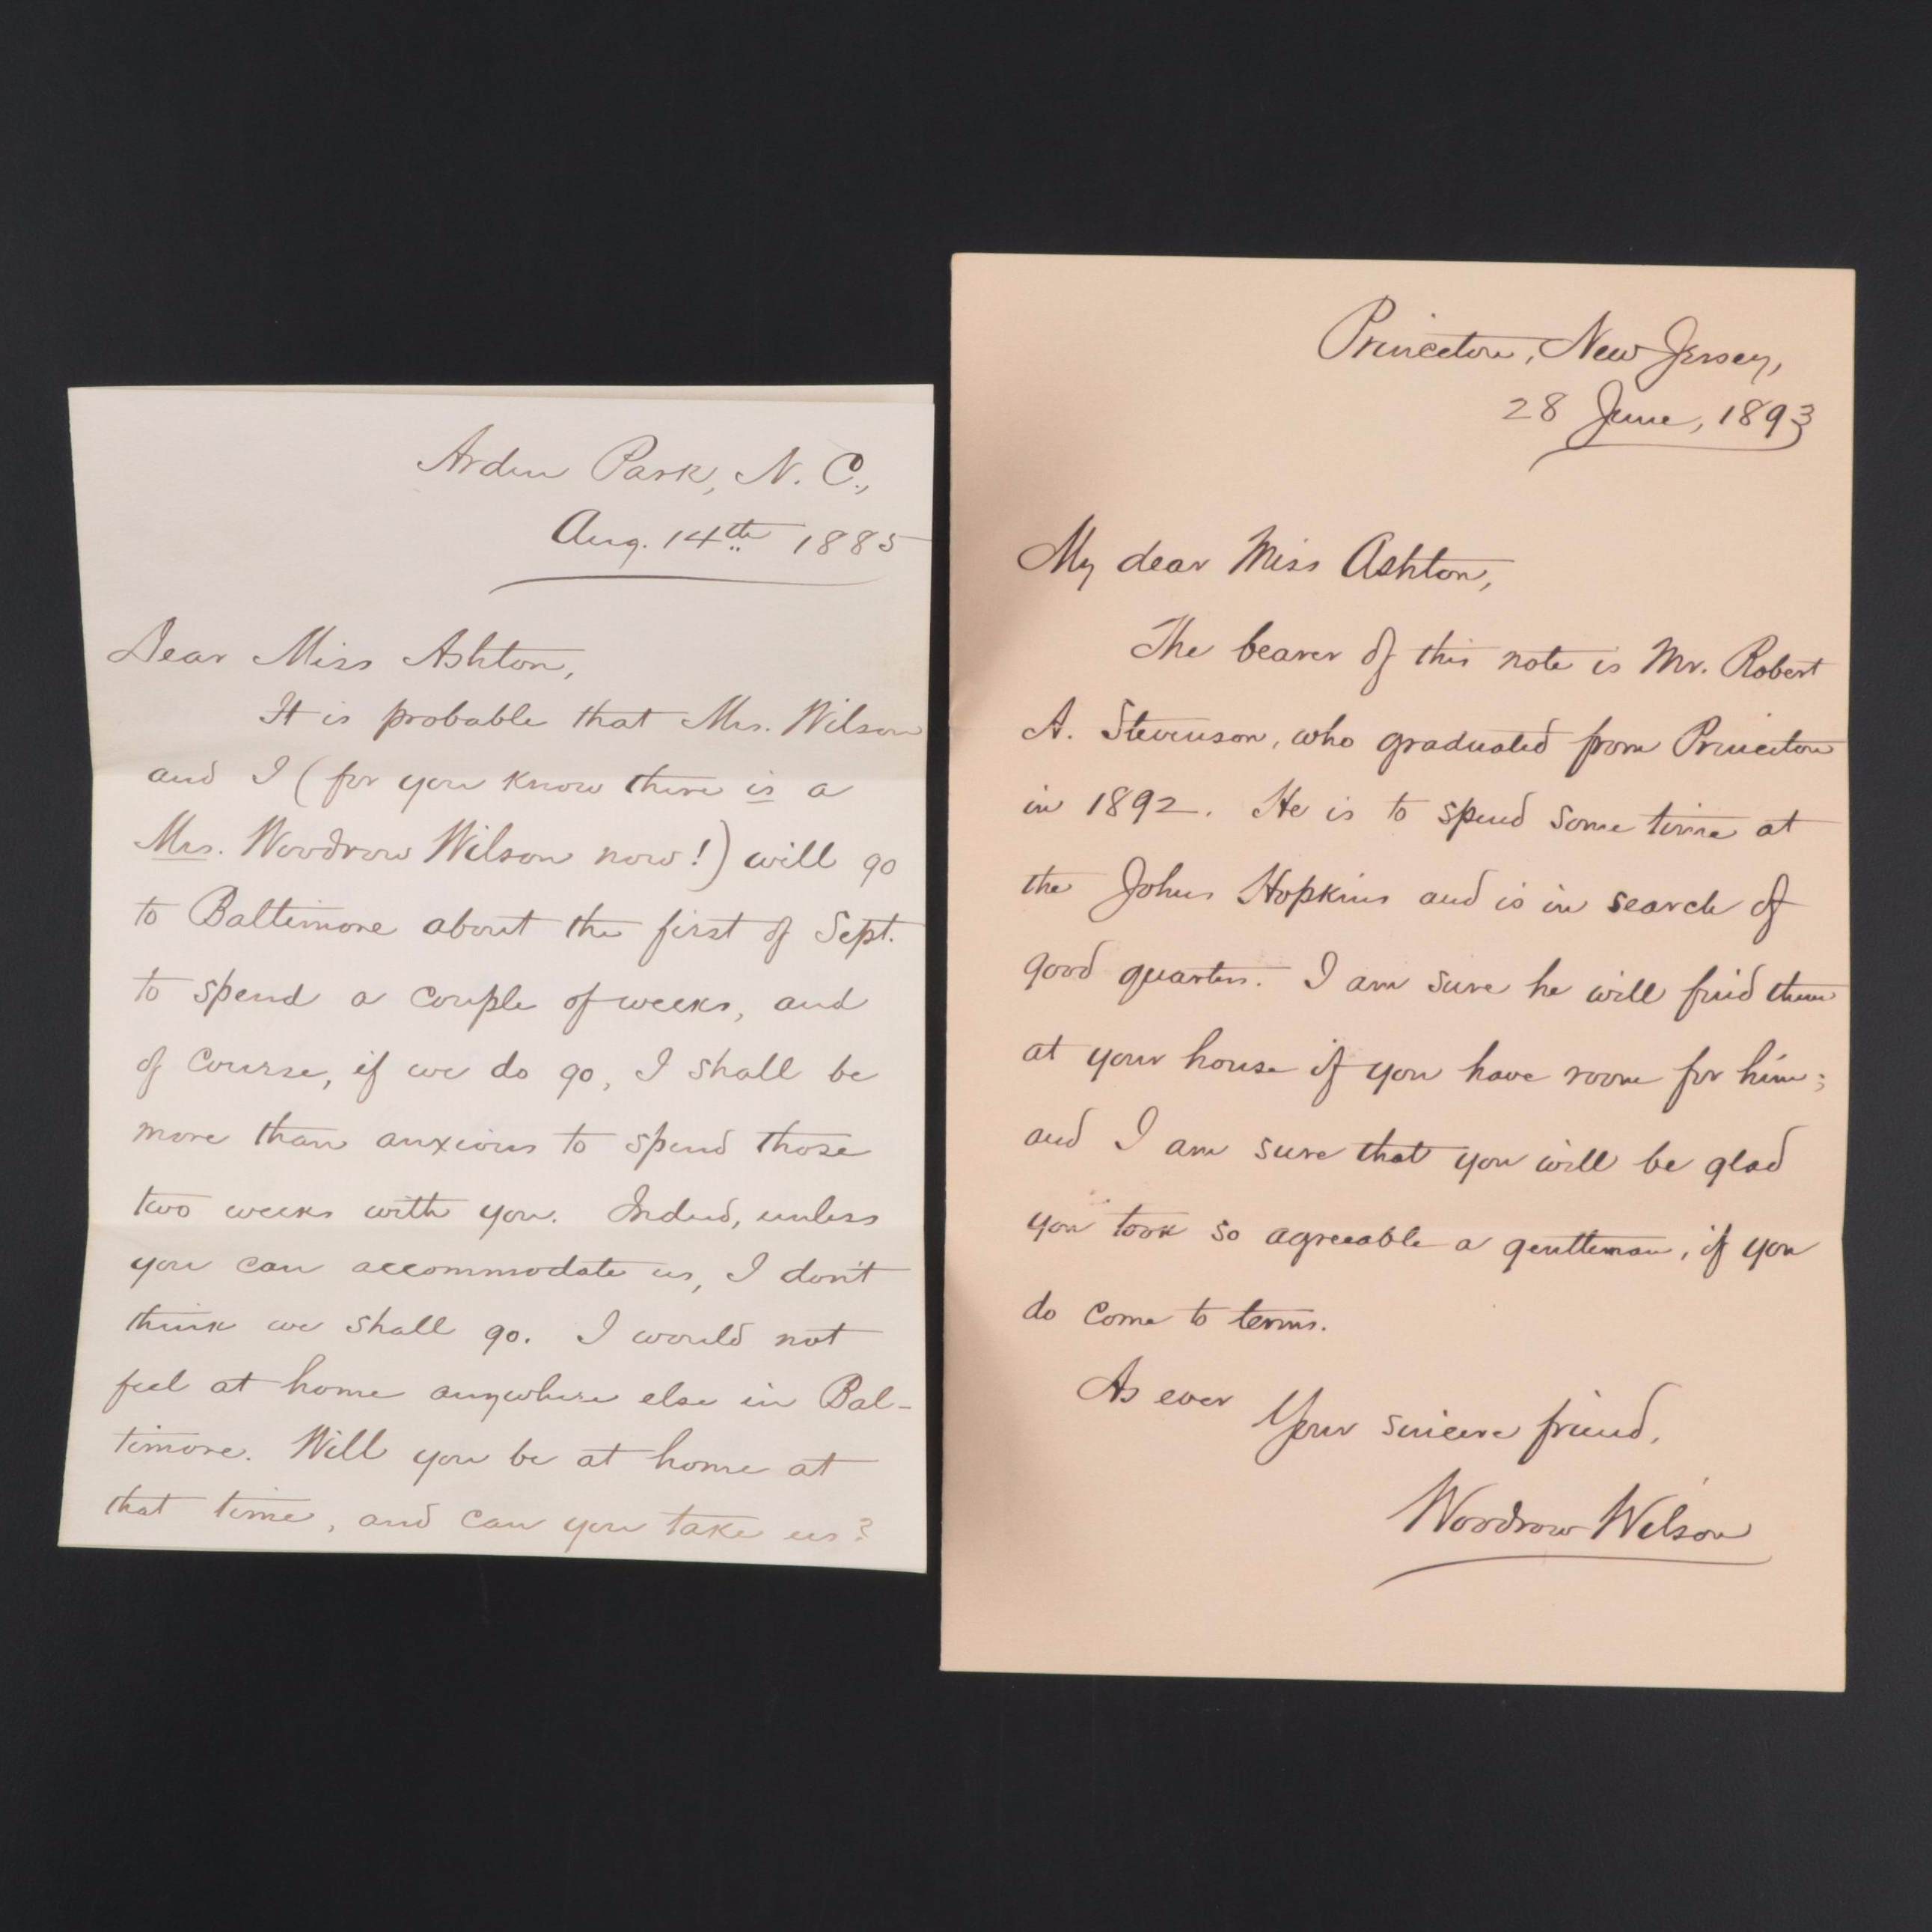 Arden Park, N. C.,
Aug. 14th 1885
Dear Miss Ashton,
It is probable that Mrs. Wilson
and I (for you know there is a
Mrs. Woodrow Wilson now!) will go
to Baltimore about the first of Sept.
to spend a couple of weeks, and
of course, if we do go, I shall be
more than anxious to spend those
two weeks with you. Indeed, unless
you can accommodate us, I don't
think we shall go. I would not
feel at home anywhere else in Bal-
timore. Will you be at home at
that time, and can you take us?
Princeton, New Jersey,
28 June, 1893
My dear Miss Ashton,
The bearer of this note is Mr. Robert
A. Stevenson, who graduated from Princeton
in 1892. He is to spend some time at
the Johns Hopkins and is in search of
good quarters. I am sure he will find them
at your house if you have room for him;
and I am sure that you will be glad
you took so agreeable a gentleman, if you
do come to terms.
As ever
Your sincere friend,
Woodrow Wilson